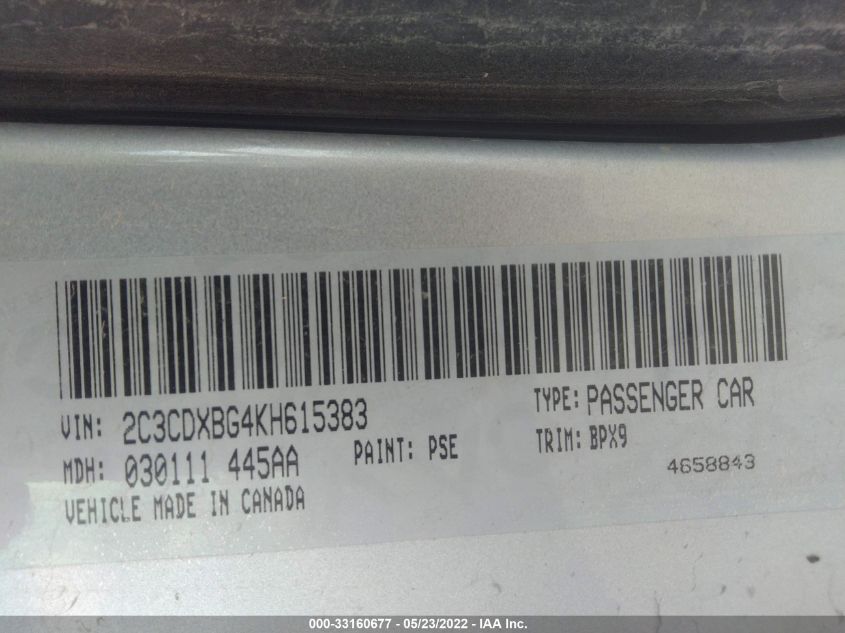 VIN: 2C3CDXBG4KH615383
TYPE: PASSENGER CAR
MDH: 030111 445AA
PAINT: PSE
TRIM: BPX9
VEHICLE MADE IN CANADA
4658843
000-33160677 - 05/23/2022 - IAA Inc.